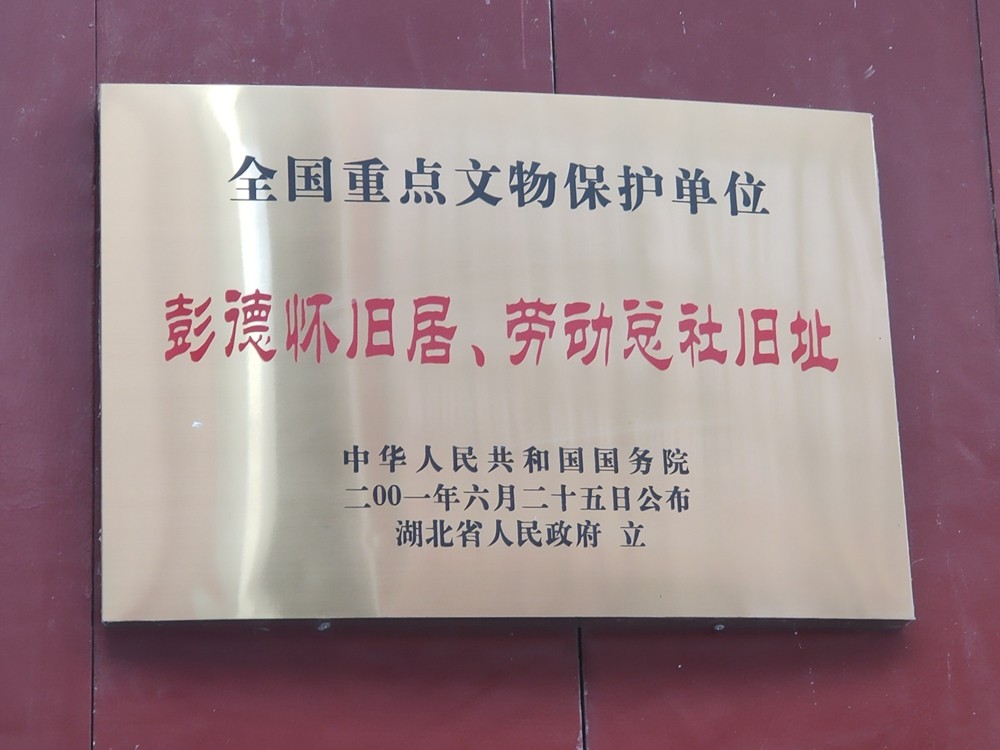 全国重点文物保护单位
彭德怀旧居、劳动总社旧址
中华人民共和国国务院
二00一年六月二十五日公布
湖北省人民政府 立